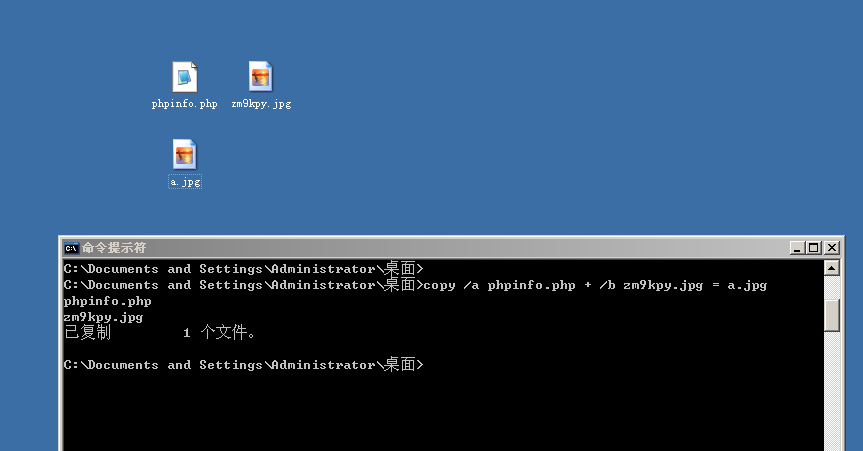 phpinfo.php
zm9kpy.jpg
a.jpg
命令提示符
C:\Documents and Settings\Administrator\桌面>
C:\Documents and Settings\Administrator\桌面>copy /a phpinfo.php + /b zm9kpy.jpg = a.jpg
phpinfo.php
zm9kpy.jpg
已复制         1 个文件。
C:\Documents and Settings\Administrator\桌面>